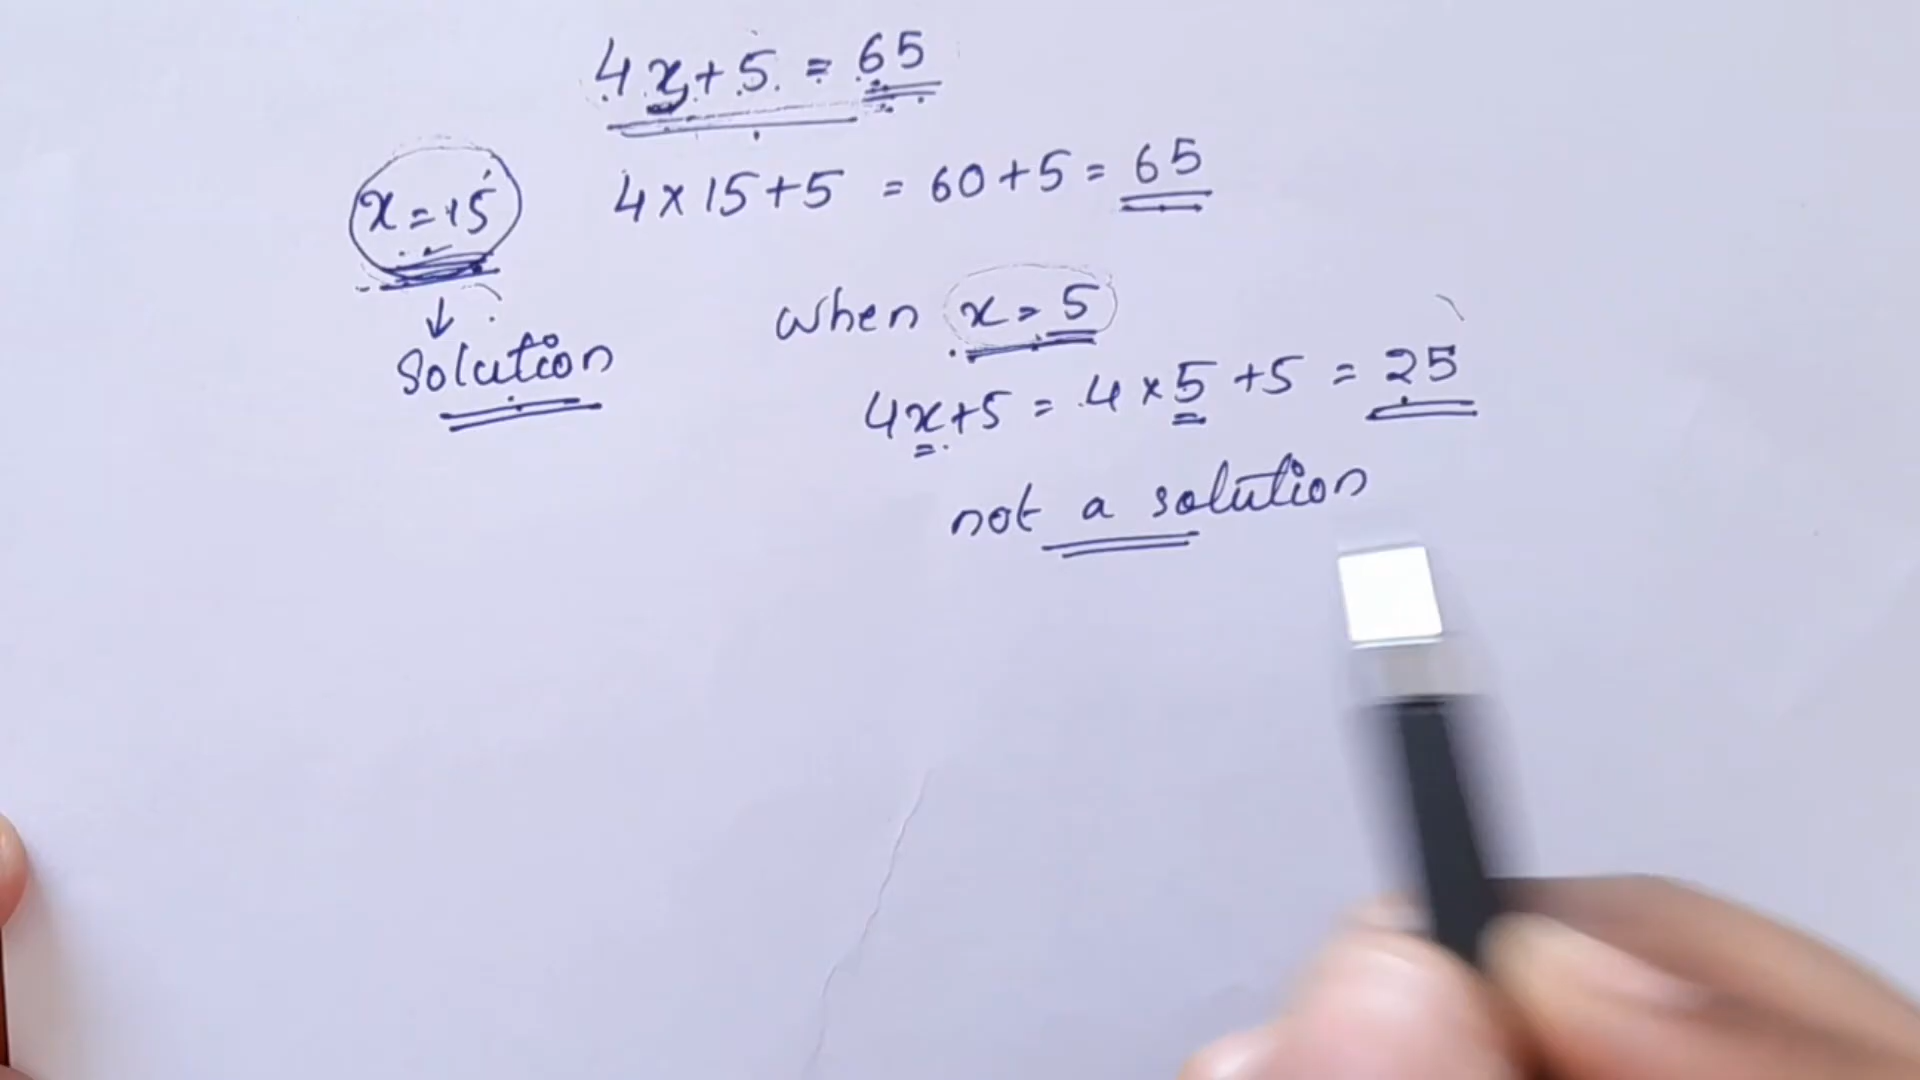 4x+5 = 65
x=15 4×15+5 = 60+5 = 65
↓
Solution
when x = 5
4x+5 = 4×5+5 = 25
not a solution